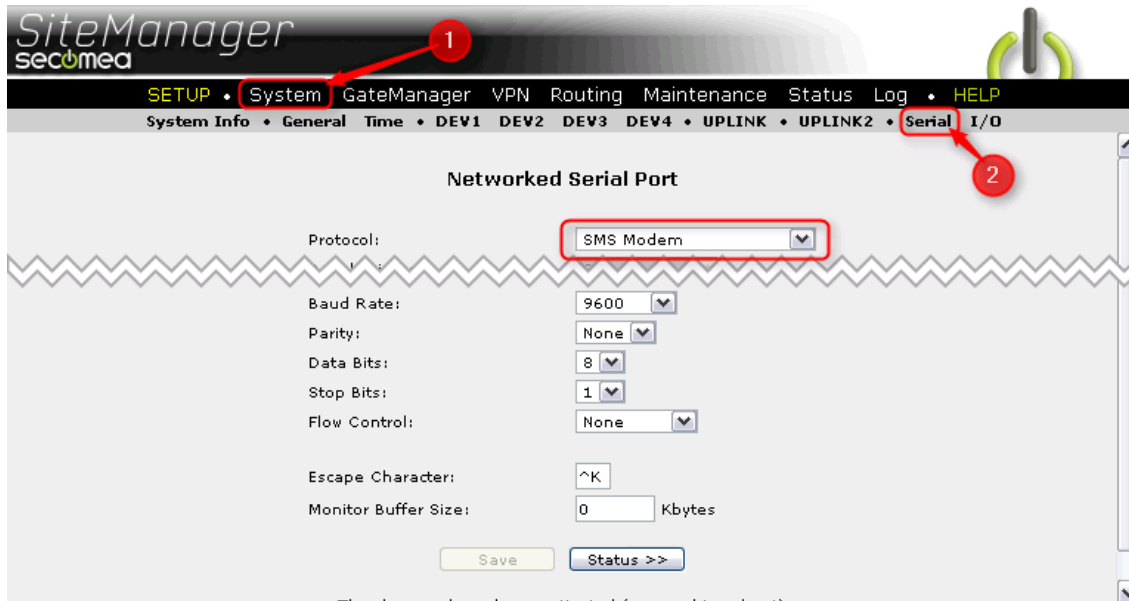 SiteManager
secomea
1
SETUP • System GateManager VPN Routing Maintenance Status Log • HELP
System Info • General Time • DEV1 DEV2 DEV3 DEV4 • UPLINK • UPLINK2 • Serial I/O
2
Networked Serial Port
Protocol: SMS Modem
Baud Rate: 9600
Parity: None
Data Bits: 8
Stop Bits: 1
Flow Control: None
Escape Character: ^K
Monitor Buffer Size: 0 Kbytes
Save Status >>